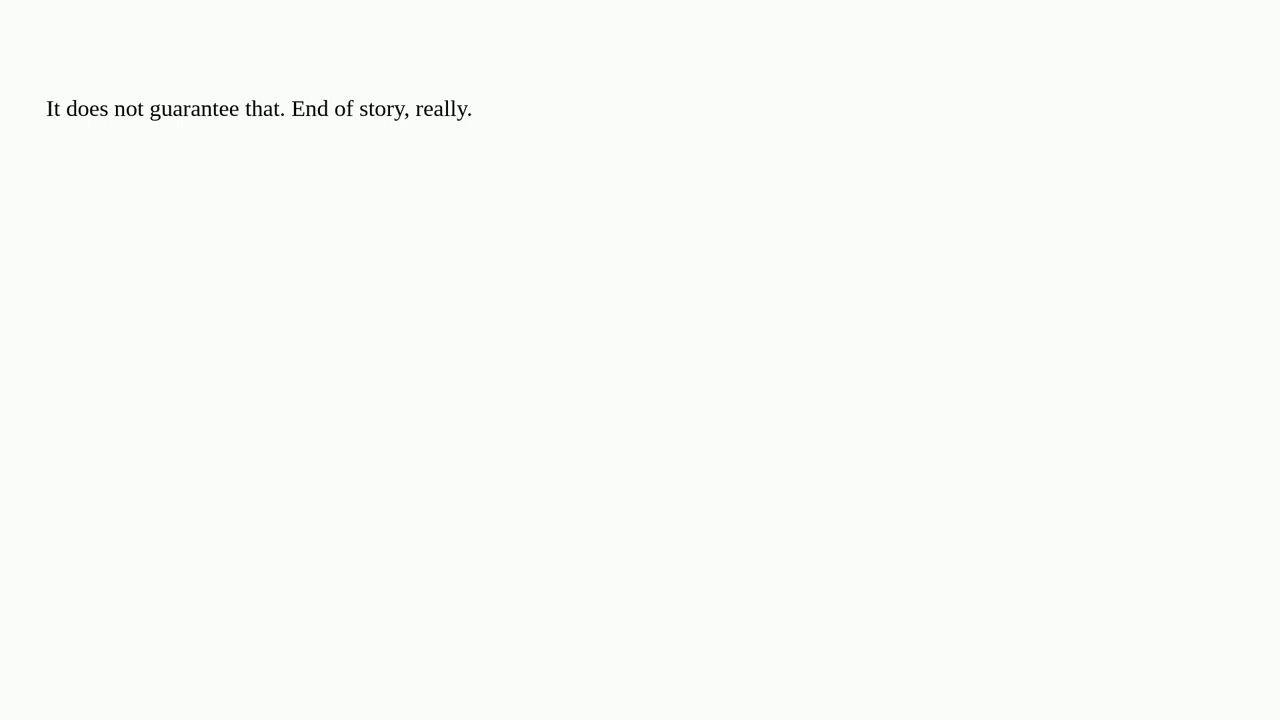 It does not guarantee that. End of story, really.